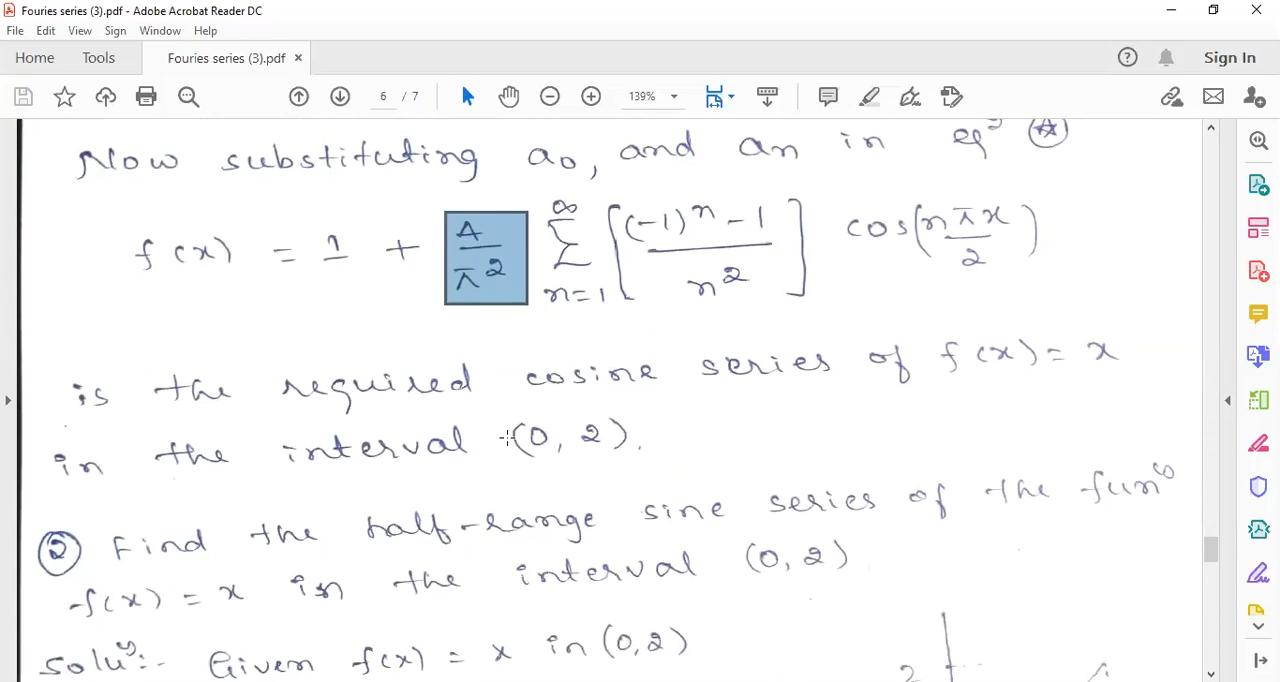 Fouries series (3).pdf - Adobe Acrobat Reader DC
File Edit View Sign Window Help
Home Tools Fouries series (3).pdf × Sign In
6 / 7 139%
Now substituting a0, and an in eqn (☆)
f(x) = 1 + 4/π² ∑_{n=1}^{∞} [((-1)^n - 1)/n²] cos(nπx/2)
is the required cosine series of f(x) = x
in the interval (0, 2).
② Find the half-range sine series of the funⁿ
f(x) = x in the interval (0, 2)
Soluⁿ:- Given f(x) = x in (0,2)
2